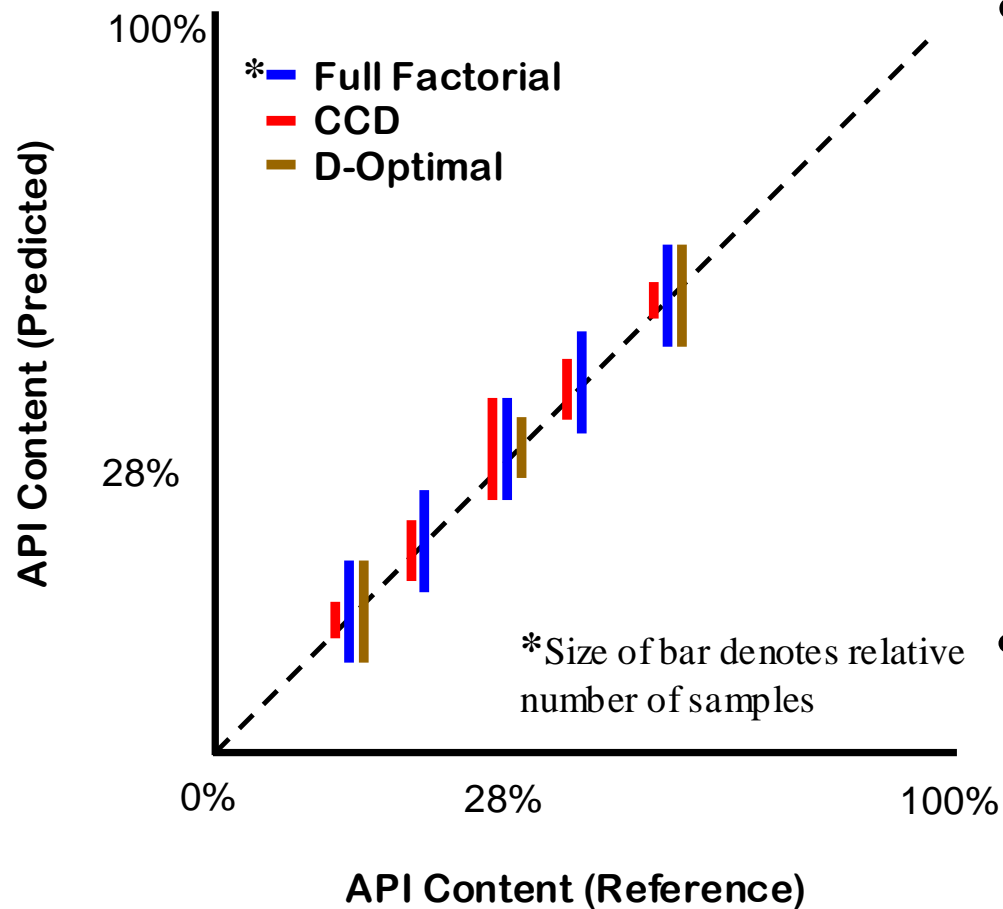 100%
* Full Factorial
CCD
D-Optimal
API Content (Predicted)
28%
*Size of bar denotes relative
number of samples
0%
28%
100%
API Content (Reference)